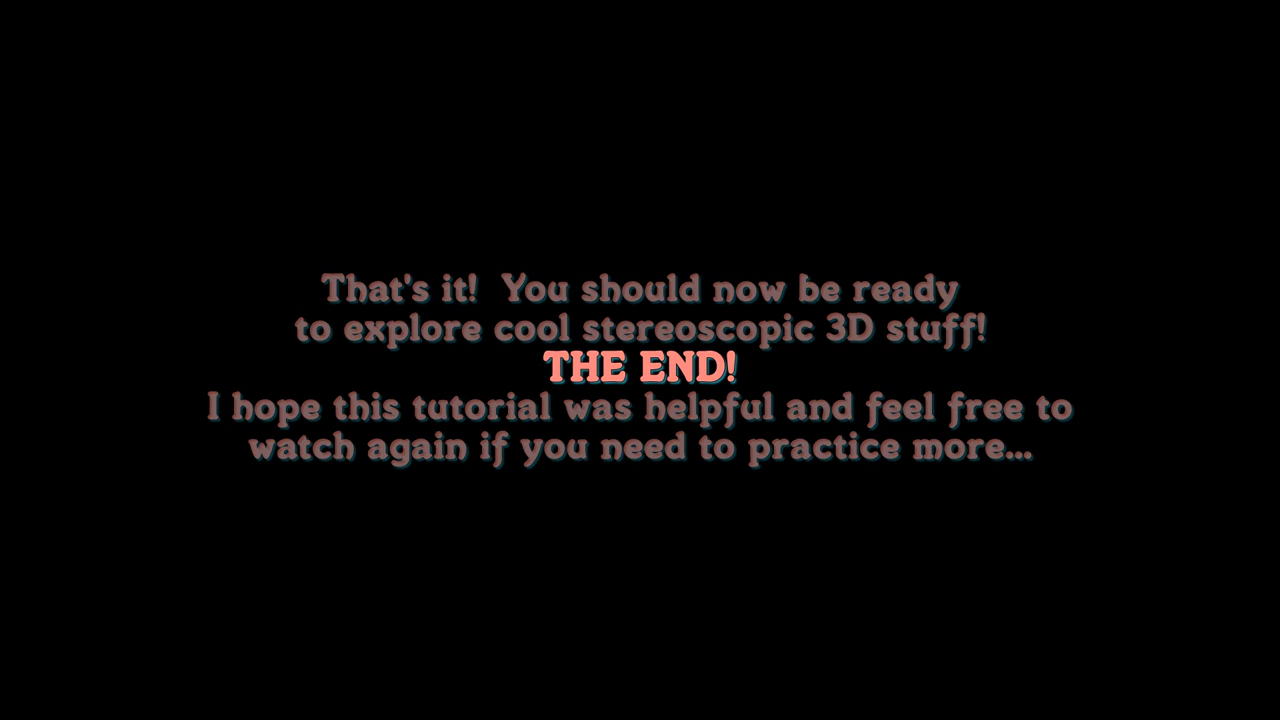 That's it!  You should now be ready
to explore cool stereoscopic 3D stuff!
THE END!
I hope this tutorial was helpful and feel free to
watch again if you need to practice more...